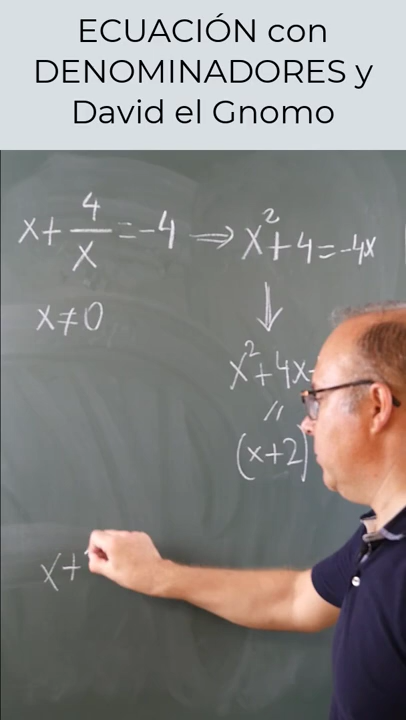 ECUACIÓN con
DENOMINADORES y
David el Gnomo
x+4/x=-4 ⇒ x²+4=-4x
x≠0
↓
x²+4x
//
(x+2)
x+